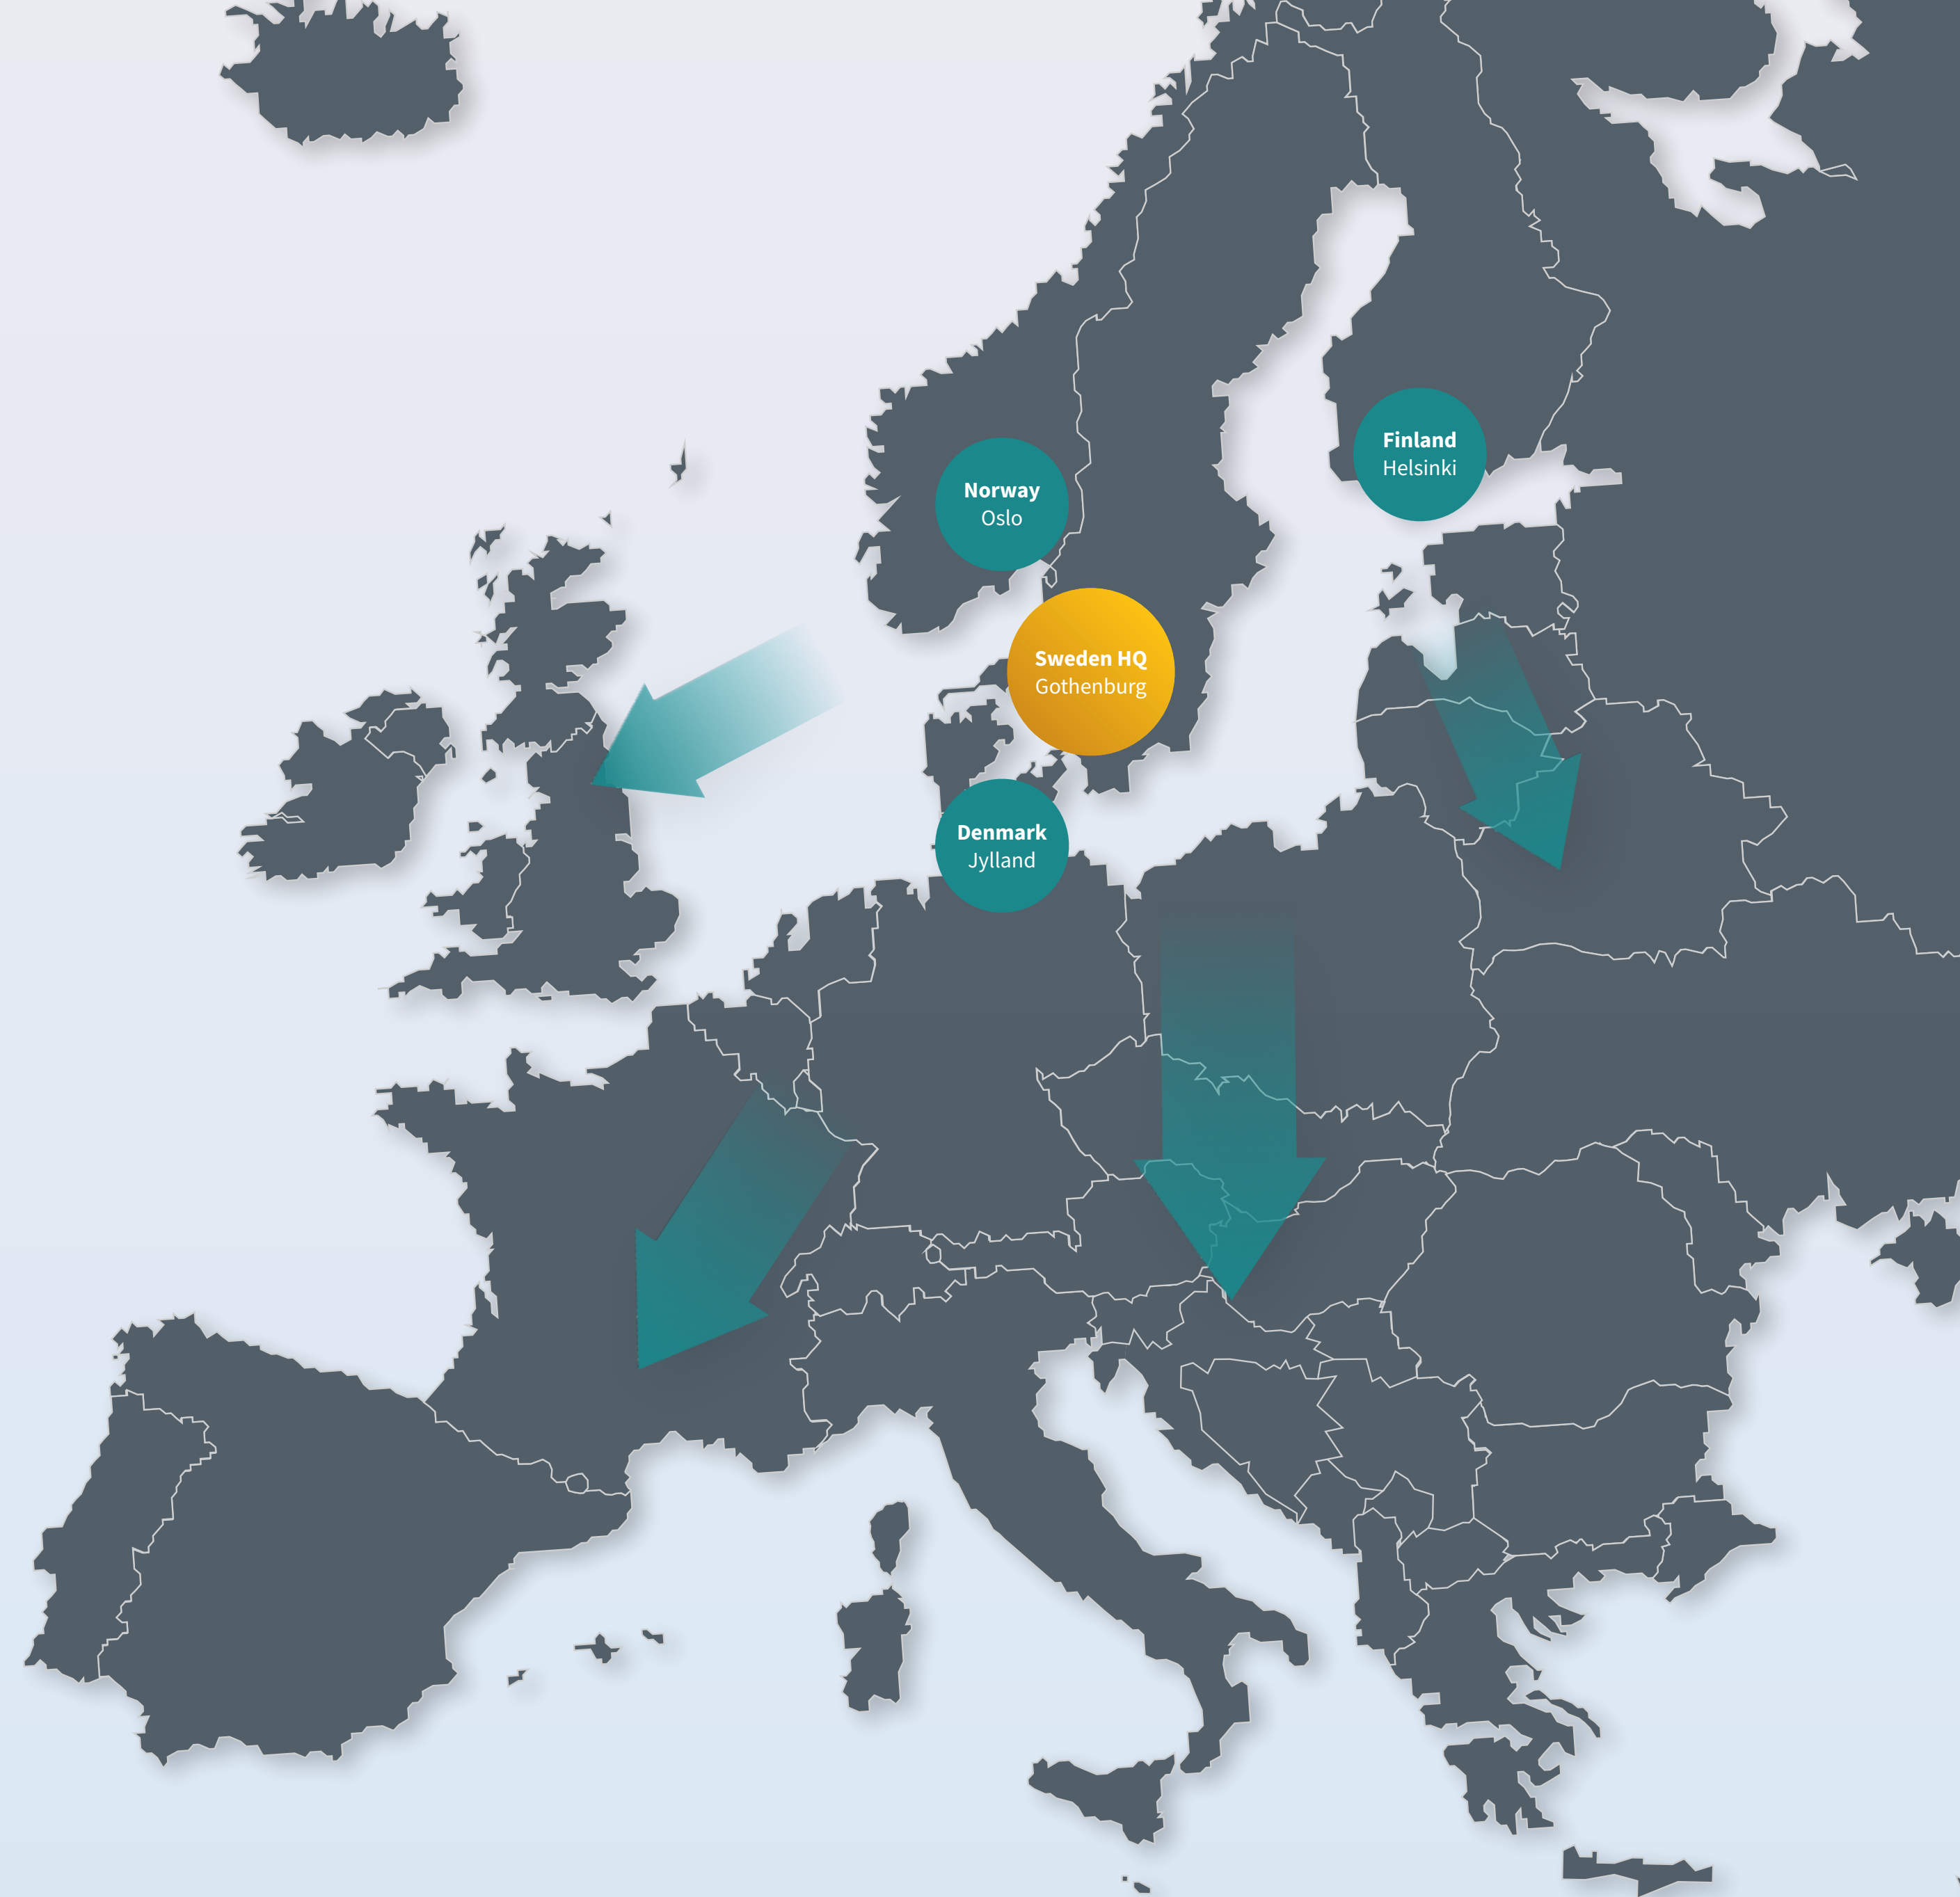 Finland
Helsinki
Norway
Oslo
Sweden HQ
Gothenburg
Denmark
Jylland